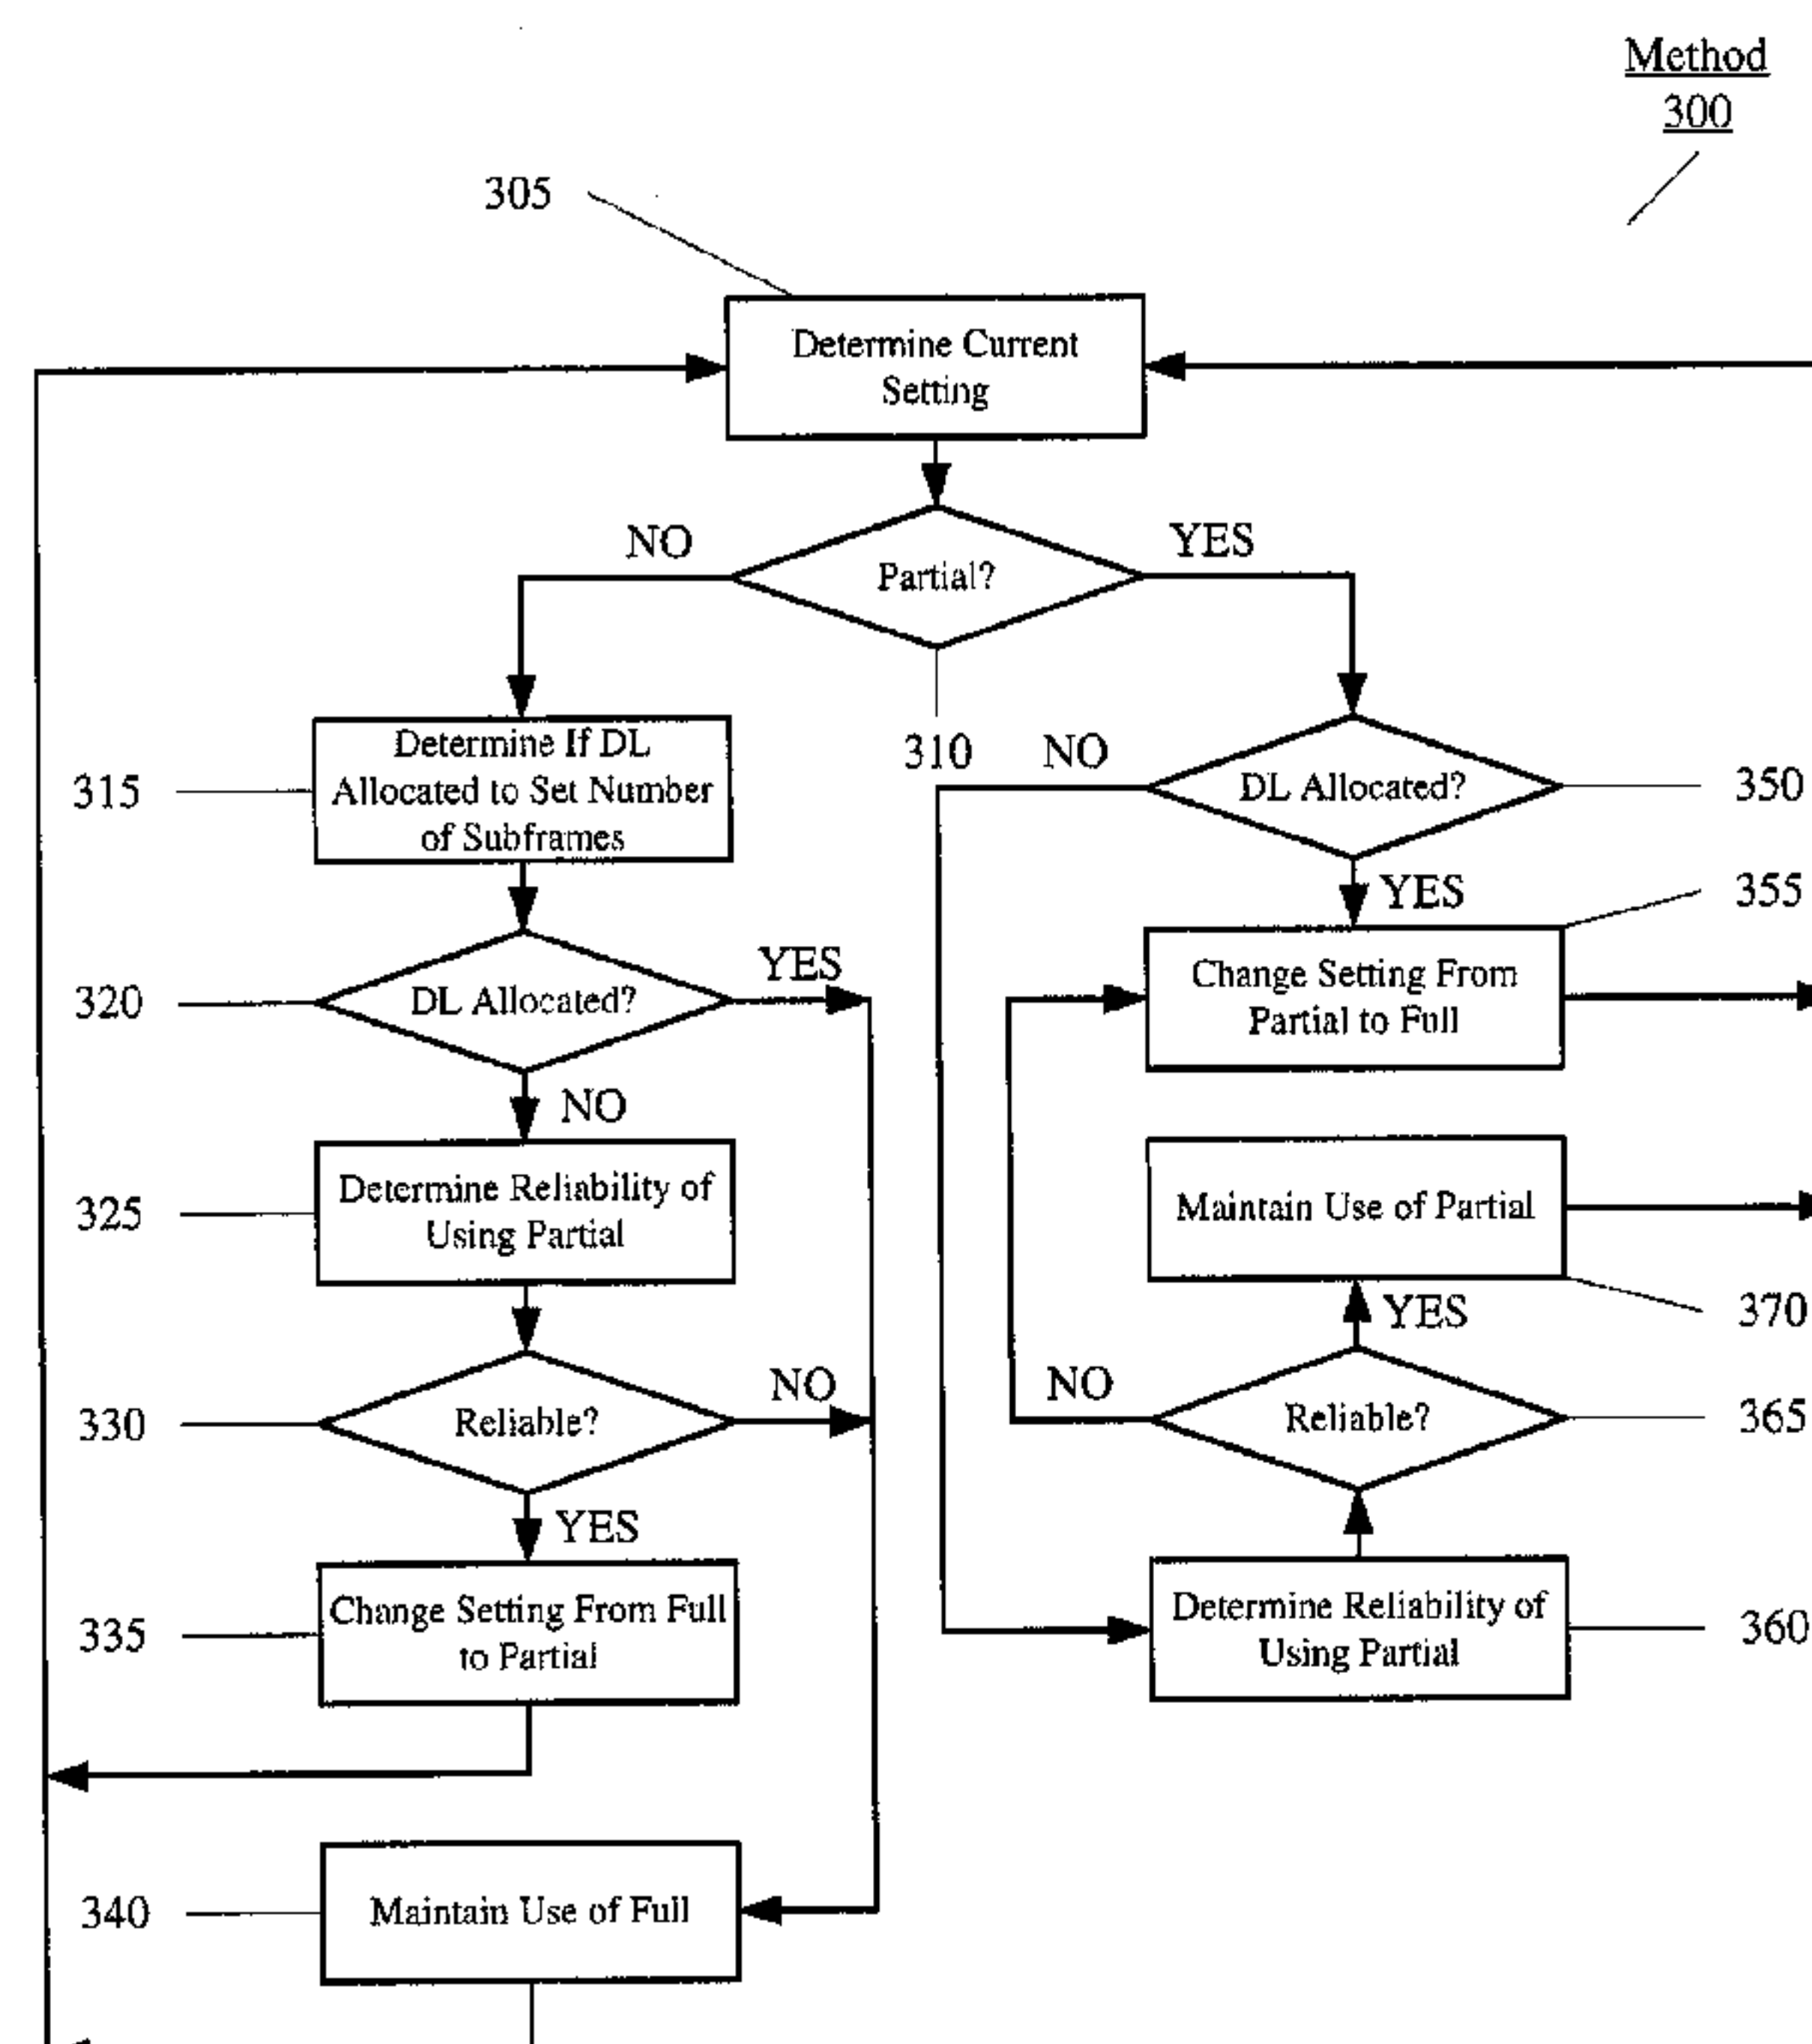 Method
300
305
Determine Current
Setting
NO
YES
Partial?
310
315
Determine If DL
Allocated to Set Number
of Subframes
NO
DL Allocated?
350
YES
355
320
DL Allocated?
YES
Change Setting From
Partial to Full
NO
325
Determine Reliability of
Using Partial
Maintain Use of Partial
YES
370
330
Reliable?
NO
NO
Reliable?
365
YES
335
Change Setting From Full
to Partial
Determine Reliability of
Using Partial
360
340
Maintain Use of Full